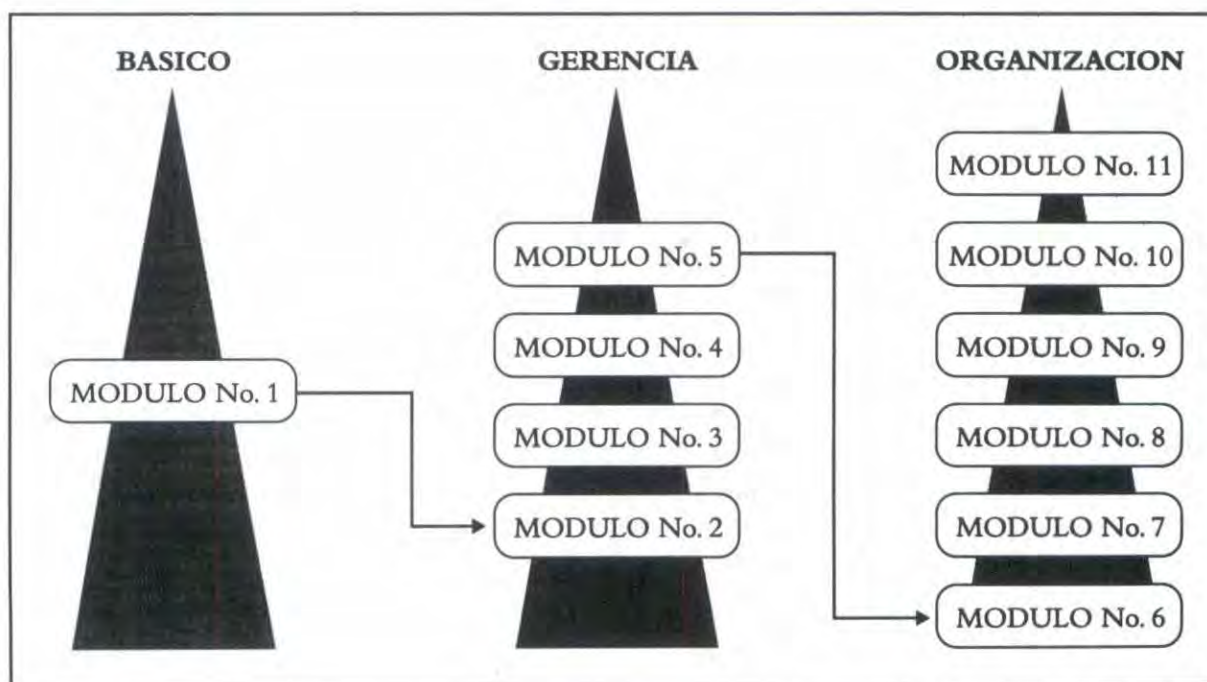 BASICO
GERENCIA
ORGANIZACION
MODULO No. 1
MODULO No. 5
MODULO No. 4
MODULO No. 3
MODULO No. 2
MODULO No. 11
MODULO No. 10
MODULO No. 9
MODULO No. 8
MODULO No. 7
MODULO No. 6